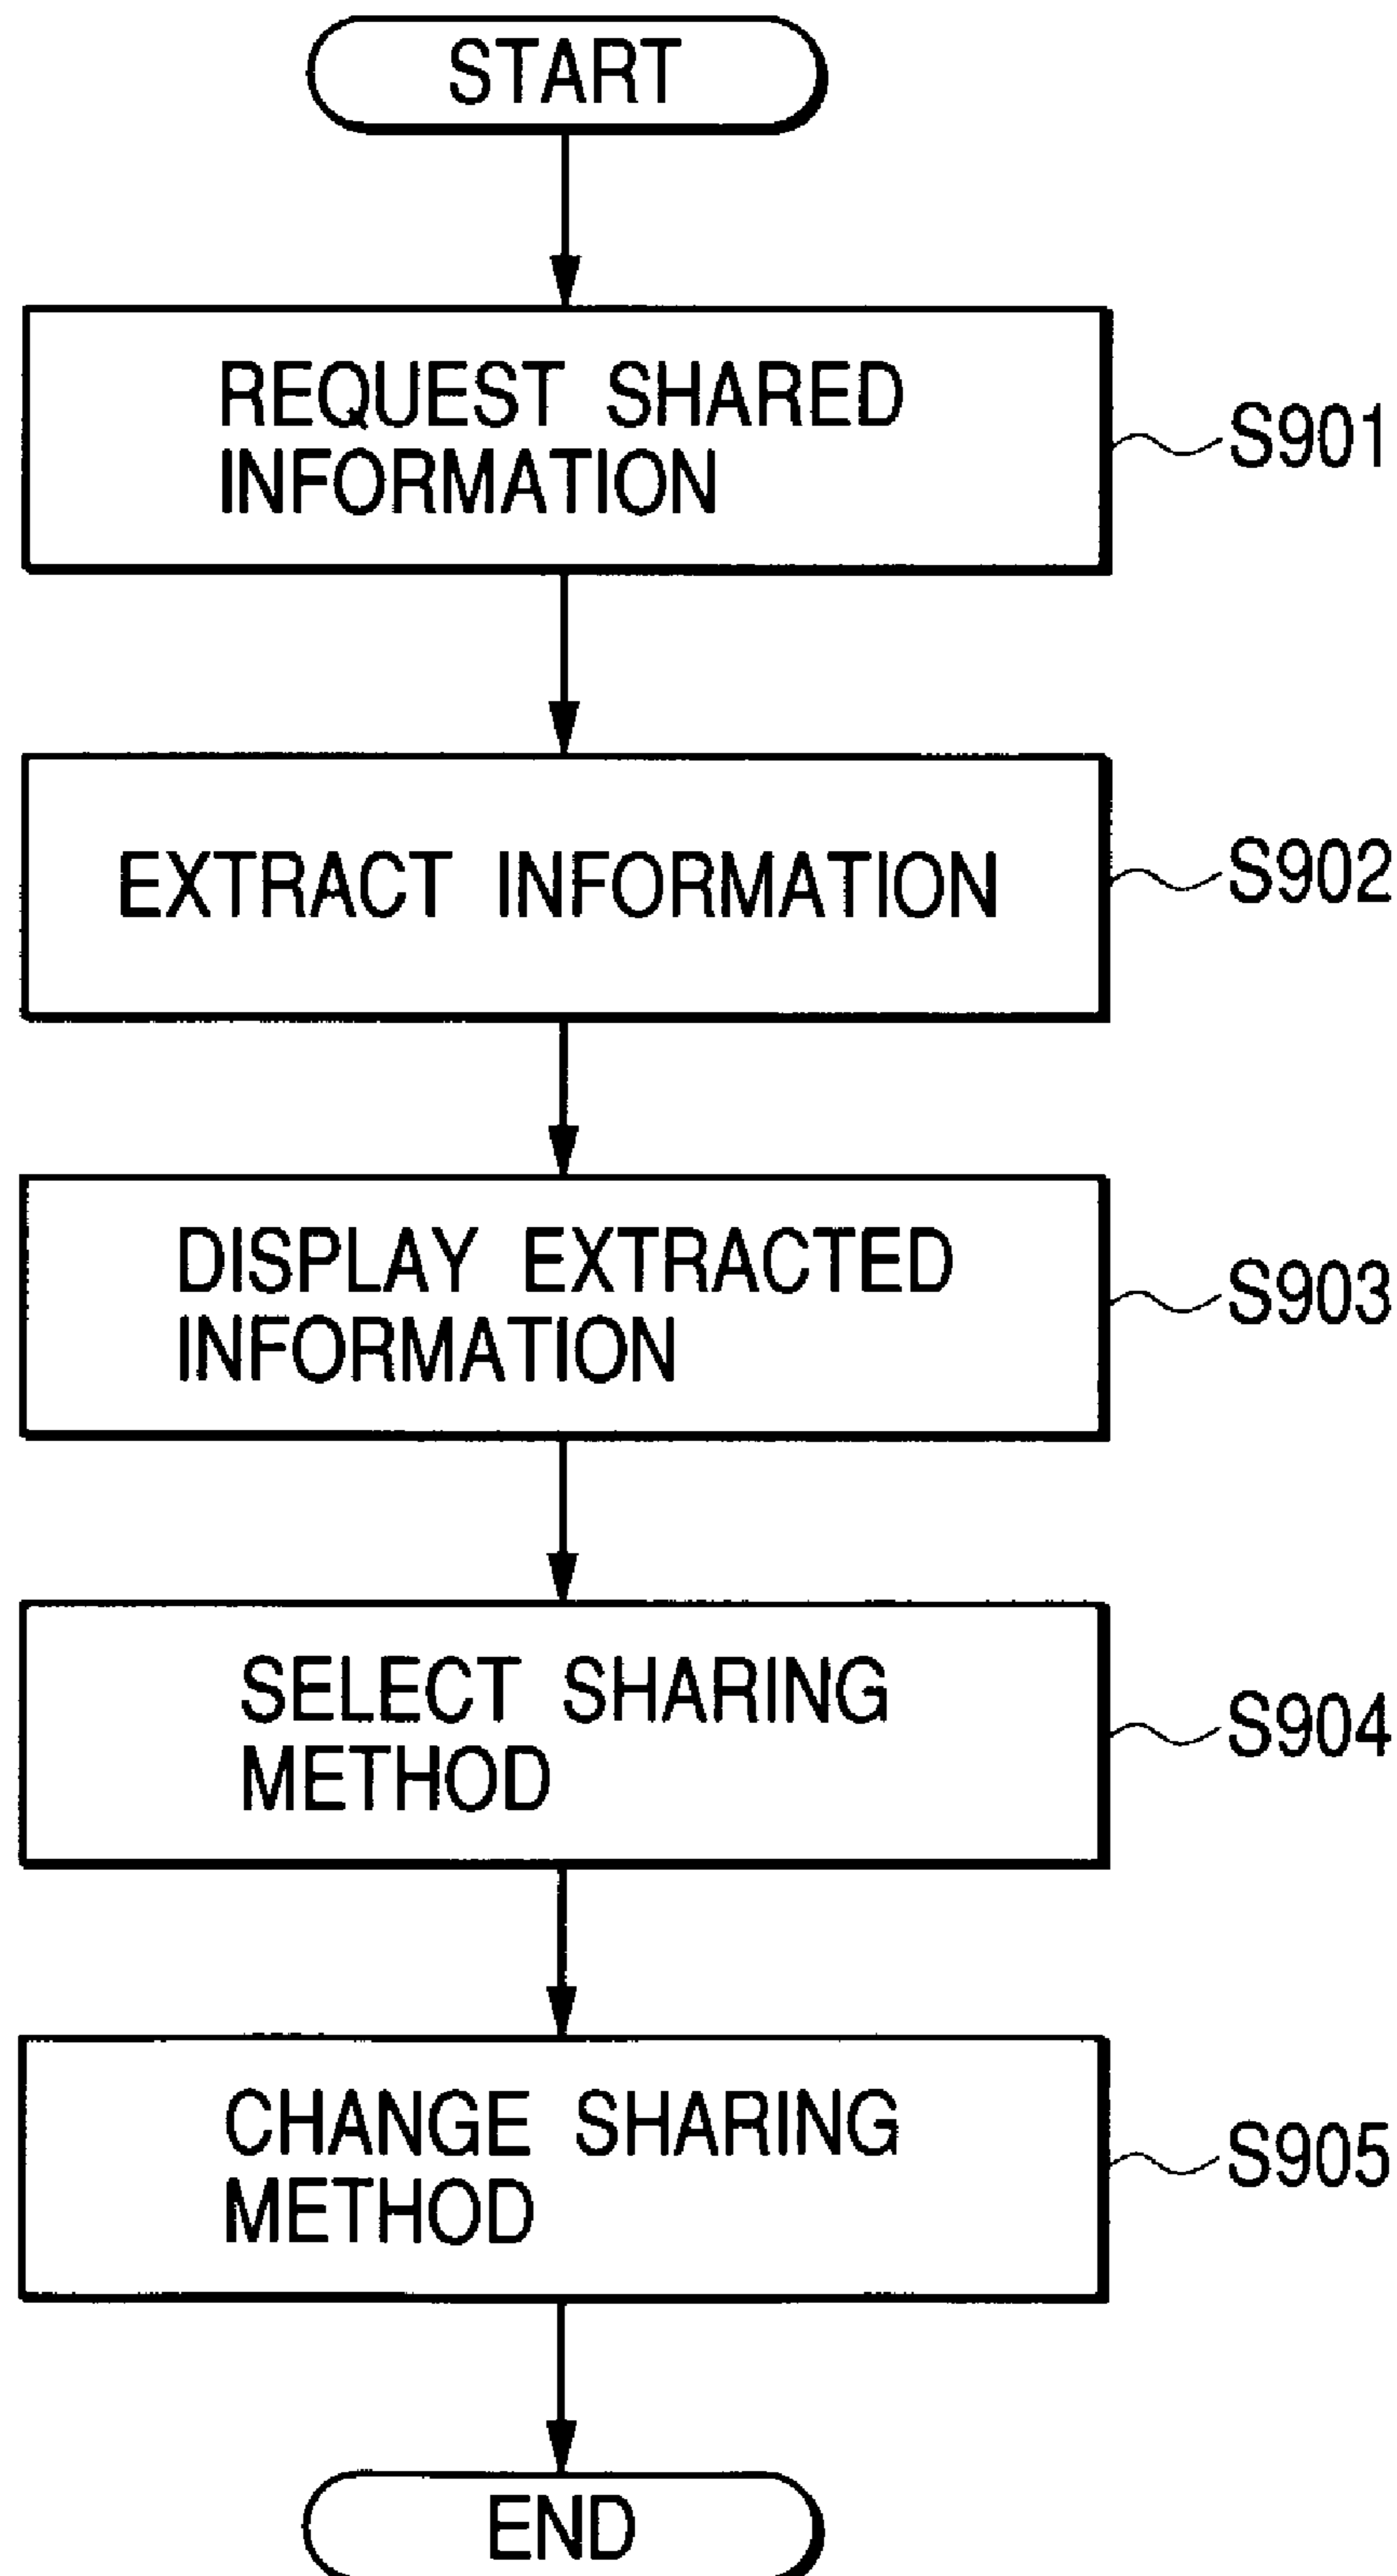 START
REQUEST SHARED
INFORMATION
S901
EXTRACT INFORMATION
S902
DISPLAY EXTRACTED
INFORMATION
S903
SELECT SHARING
METHOD
S904
CHANGE SHARING
METHOD
S905
END